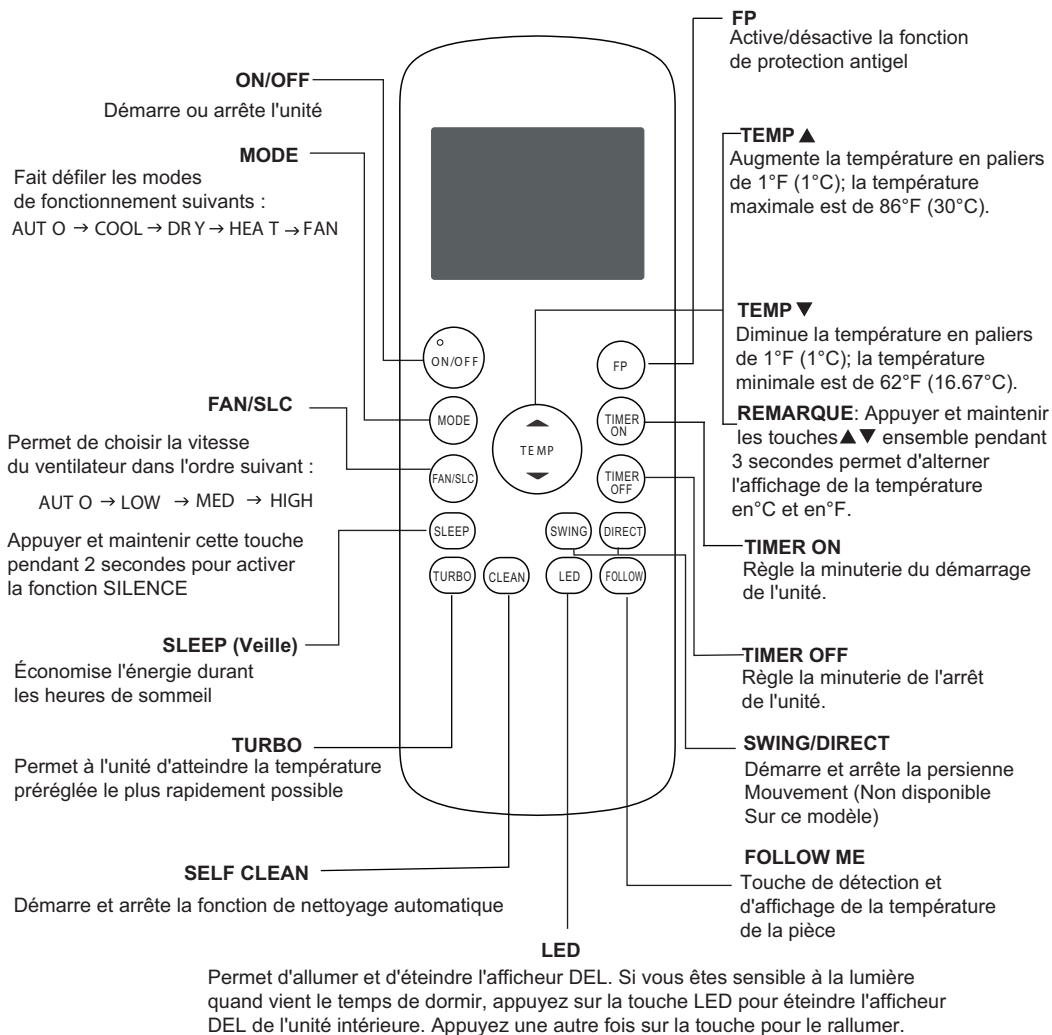 FP
Active/désactive la fonction
de protection antigel
ON/OFF
Démarre ou arrête l'unité
MODE
Fait défiler les modes
de fonctionnement suivants :
AUT O → COOL → DR Y → HEA T → FAN
TEMP ▲
Augmente la température en paliers
de 1°F (1°C); la température
maximale est de 86°F (30°C).
TEMP ▼
Diminue la température en paliers
de 1°F (1°C); la température
minimale est de 62°F (16.67°C).
REMARQUE: Appuyer et maintenir
les touches▲▼ ensemble pendant
3 secondes permet d'alterner
l'affichage de la température
en°C et en°F.
FAN/SLC
Permet de choisir la vitesse
du ventilateur dans l'ordre suivant :
AUT O → LOW → MED → HIGH
Appuyer et maintenir cette touche
pendant 2 secondes pour activer
la fonction SILENCE
ON/OFF
FP
MODE
TEMP
TIMER
ON
FAN/SLC
TIMER
OFF
SLEEP
SWING
DIRECT
TURBO
CLEAN
LED
FOLLOW
TIMER ON
Règle la minuterie du démarrage
de l'unité.
SLEEP (Veille)
Économise l'énergie durant
les heures de sommeil
TIMER OFF
Règle la minuterie de l'arrêt
de l'unité.
TURBO
Permet à l'unité d'atteindre la température
préréglée le plus rapidement possible
SWING/DIRECT
Démarre et arrête la persienne
Mouvement (Non disponible
Sur ce modèle)
SELF CLEAN
Démarre et arrête la fonction de nettoyage automatique
FOLLOW ME
Touche de détection et
d'affichage de la température
de la pièce
LED
Permet d'allumer et d'éteindre l'afficheur DEL. Si vous êtes sensible à la lumière
quand vient le temps de dormir, appuyez sur la touche LED pour éteindre l'afficheur
DEL de l'unité intérieure. Appuyez une autre fois sur la touche pour le rallumer.